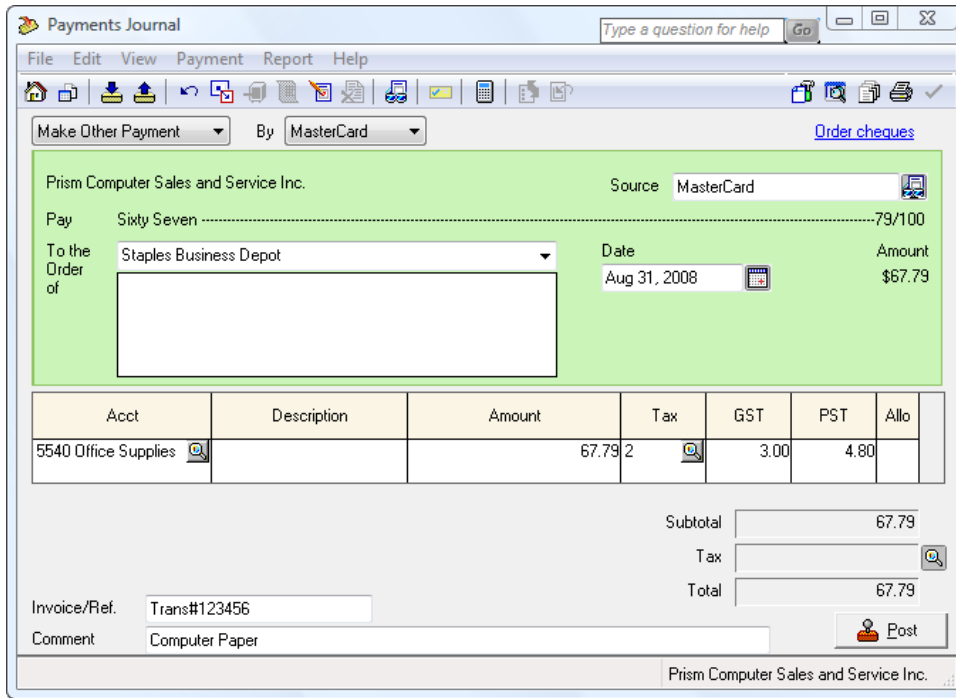 Payments Journal
Type a question for help Go
File Edit View Payment Report Help
Make Other Payment By MasterCard Order cheques
Prism Computer Sales and Service Inc. Source MasterCard
Pay Sixty Seven ---------------------------------------------79/100
To the Order of Staples Business Depot Date Amount
Aug 31, 2008 $67.79
Acct Description Amount Tax GST PST Allo
5540 Office Supplies 67.79 2 3.00 4.80
Subtotal 67.79
Tax
Total 67.79
Invoice/Ref. Trans#123456
Comment Computer Paper Post
Prism Computer Sales and Service Inc.